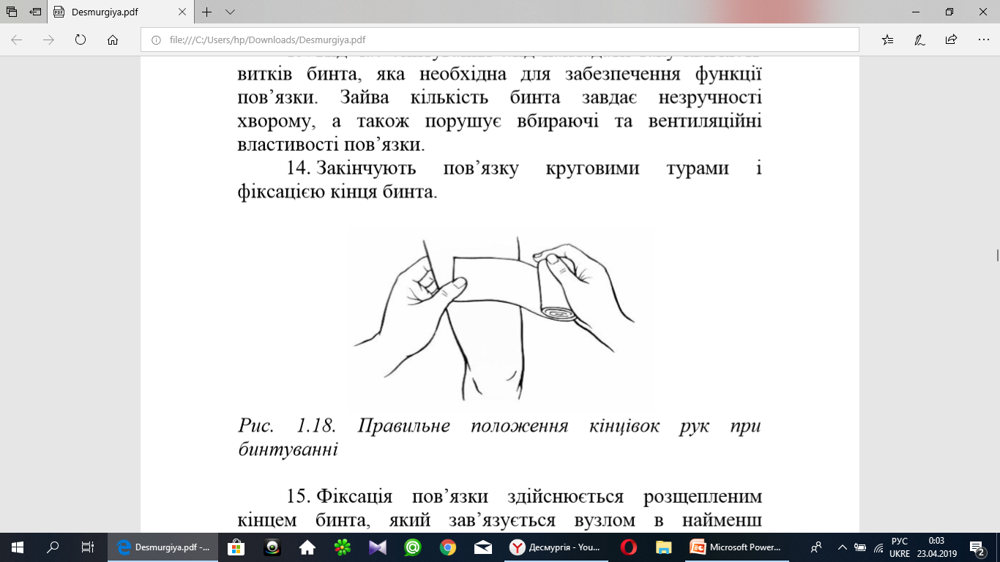 Desmurgiya.pdf
file:///C:/Users/hp/Downloads/Desmurgiya.pdf
витків бинта, яка необхідна для забезпечення функції
пов’язки. Зайва кількість бинта завдає незручності
хворому, а також порушує вбираючі та вентиляційні
властивості пов’язки.
14. Закінчують пов’язку круговими турами і
фіксацією кінця бинта.
Рис. 1.18. Правильне положення кінцівок рук при
бинтуванні
15. Фіксація пов’язки здійснюється розщепленим
кінцем бинта, який зав’язується вузлом в найменш
Desmurgiya.pdf -...
Десмургія - You...
Microsoft Power...
РУС
UKRE
0:03
23.04.2019
2